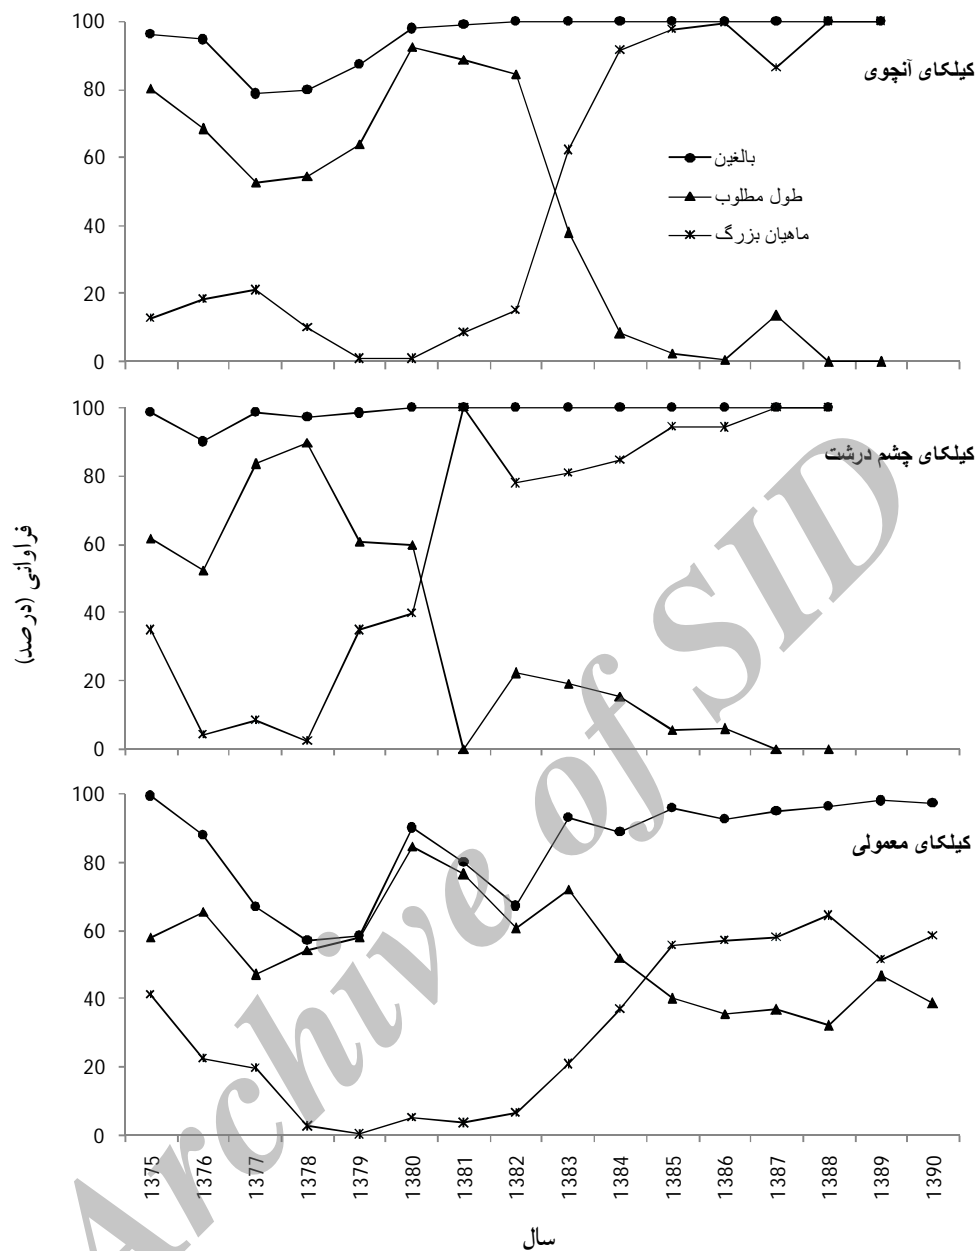 100
80
60
40
20
0
کیلکای آنچوی
بالغین
طول مطلوب
ماهیان بزرگ
100
80
60
40
20
0
کیلکای چشم درشت
فراوانی (درصد)
100
80
60
40
20
0
کیلکای معمولی
1375 1376 1377 1378 1379 1380 1381 1382 1383 1384 1385 1386 1387 1388 1389 1390
سال
Archive of SID